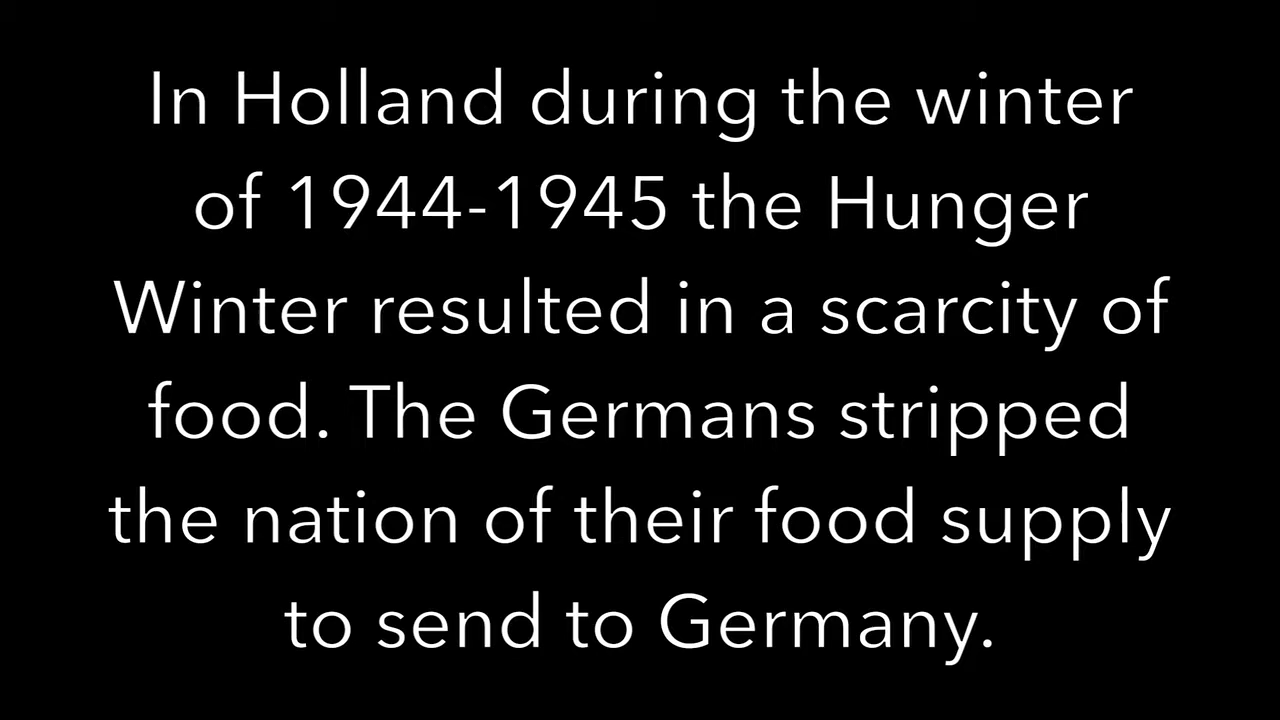 In Holland during the winter
of 1944-1945 the Hunger
Winter resulted in a scarcity of
food. The Germans stripped
the nation of their food supply
to send to Germany.